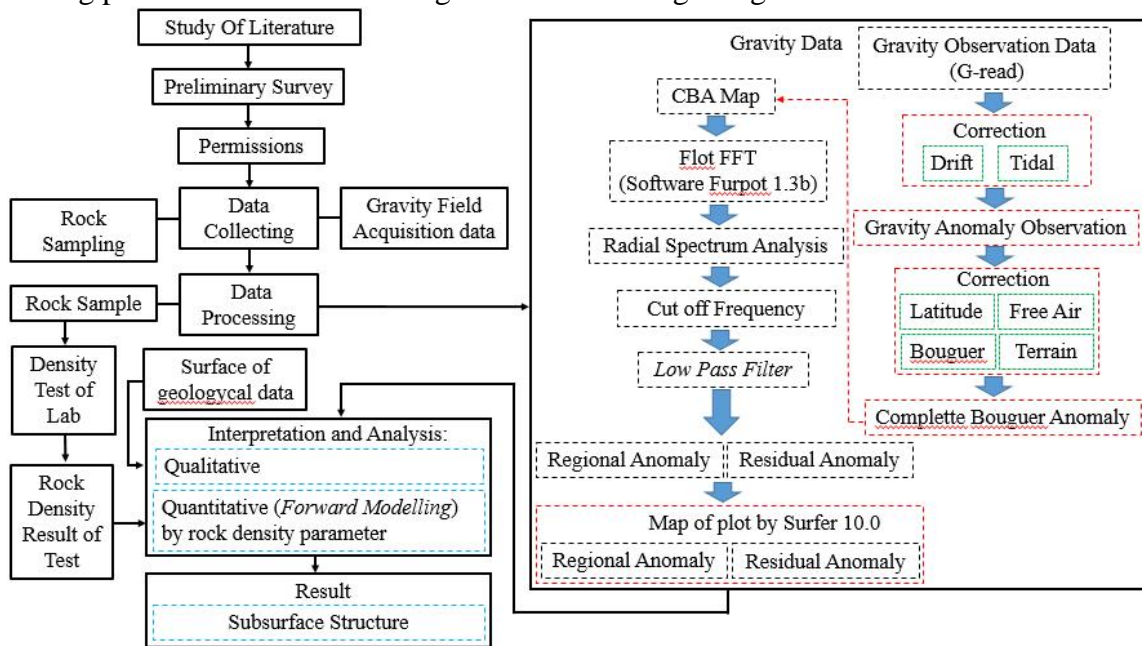 Study Of Literature
Preliminary Survey
Permissions
Rock
Sampling
Data
Collecting
Gravity Field
Acquisition data
Rock Sample
Data
Processing
Density
Test of
Lab
Surface of
geologycal data
Rock
Density
Result of
Test
Interpretation and Analysis:
Qualitative
Quantitative (Forward Modelling)
by rock density parameter
Result
Subsurface Structure
Gravity Data
Gravity Observation Data
(G-read)
Correction
Drift
Tidal
Gravity Anomaly Observation
Correction
Latitude
Free Air
Bouguer
Terrain
Complette Bouguer Anomaly
CBA Map
Flot FFT
(Software Furpot 1.3b)
Radial Spectrum Analysis
Cut off Frequency
Low Pass Filter
Regional Anomaly
Residual Anomaly
Map of plot by Surfer 10.0
Regional Anomaly
Residual Anomaly